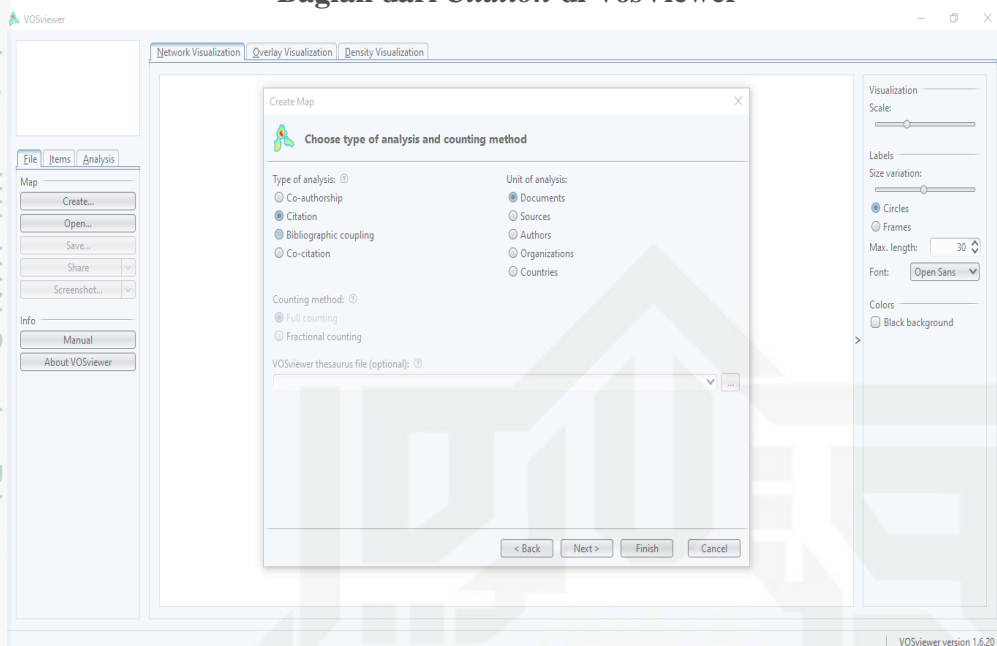 Bagian dari Citation di VosViewer
VOSviewer
Network Visualization Overlay Visualization Density Visualization
File Items Analysis
Map
Create...
Open...
Save...
Share
Screenshot...
Info
Manual
About VOSviewer
Create Map
Choose type of analysis and counting method
Type of analysis:
Co-authorship
Citation
Bibliographic coupling
Co-citation
Unit of analysis:
Documents
Sources
Authors
Organizations
Countries
Counting method:
Full counting
Fractional counting
VOSviewer thesaurus file (optional):
...
< Back Next > Finish Cancel
Visualization
Scale:
Labels
Size variation:
Circles
Frames
Max. length: 30
Font: Open Sans
Colors
Black background
>
VOSviewer version 1.6.20